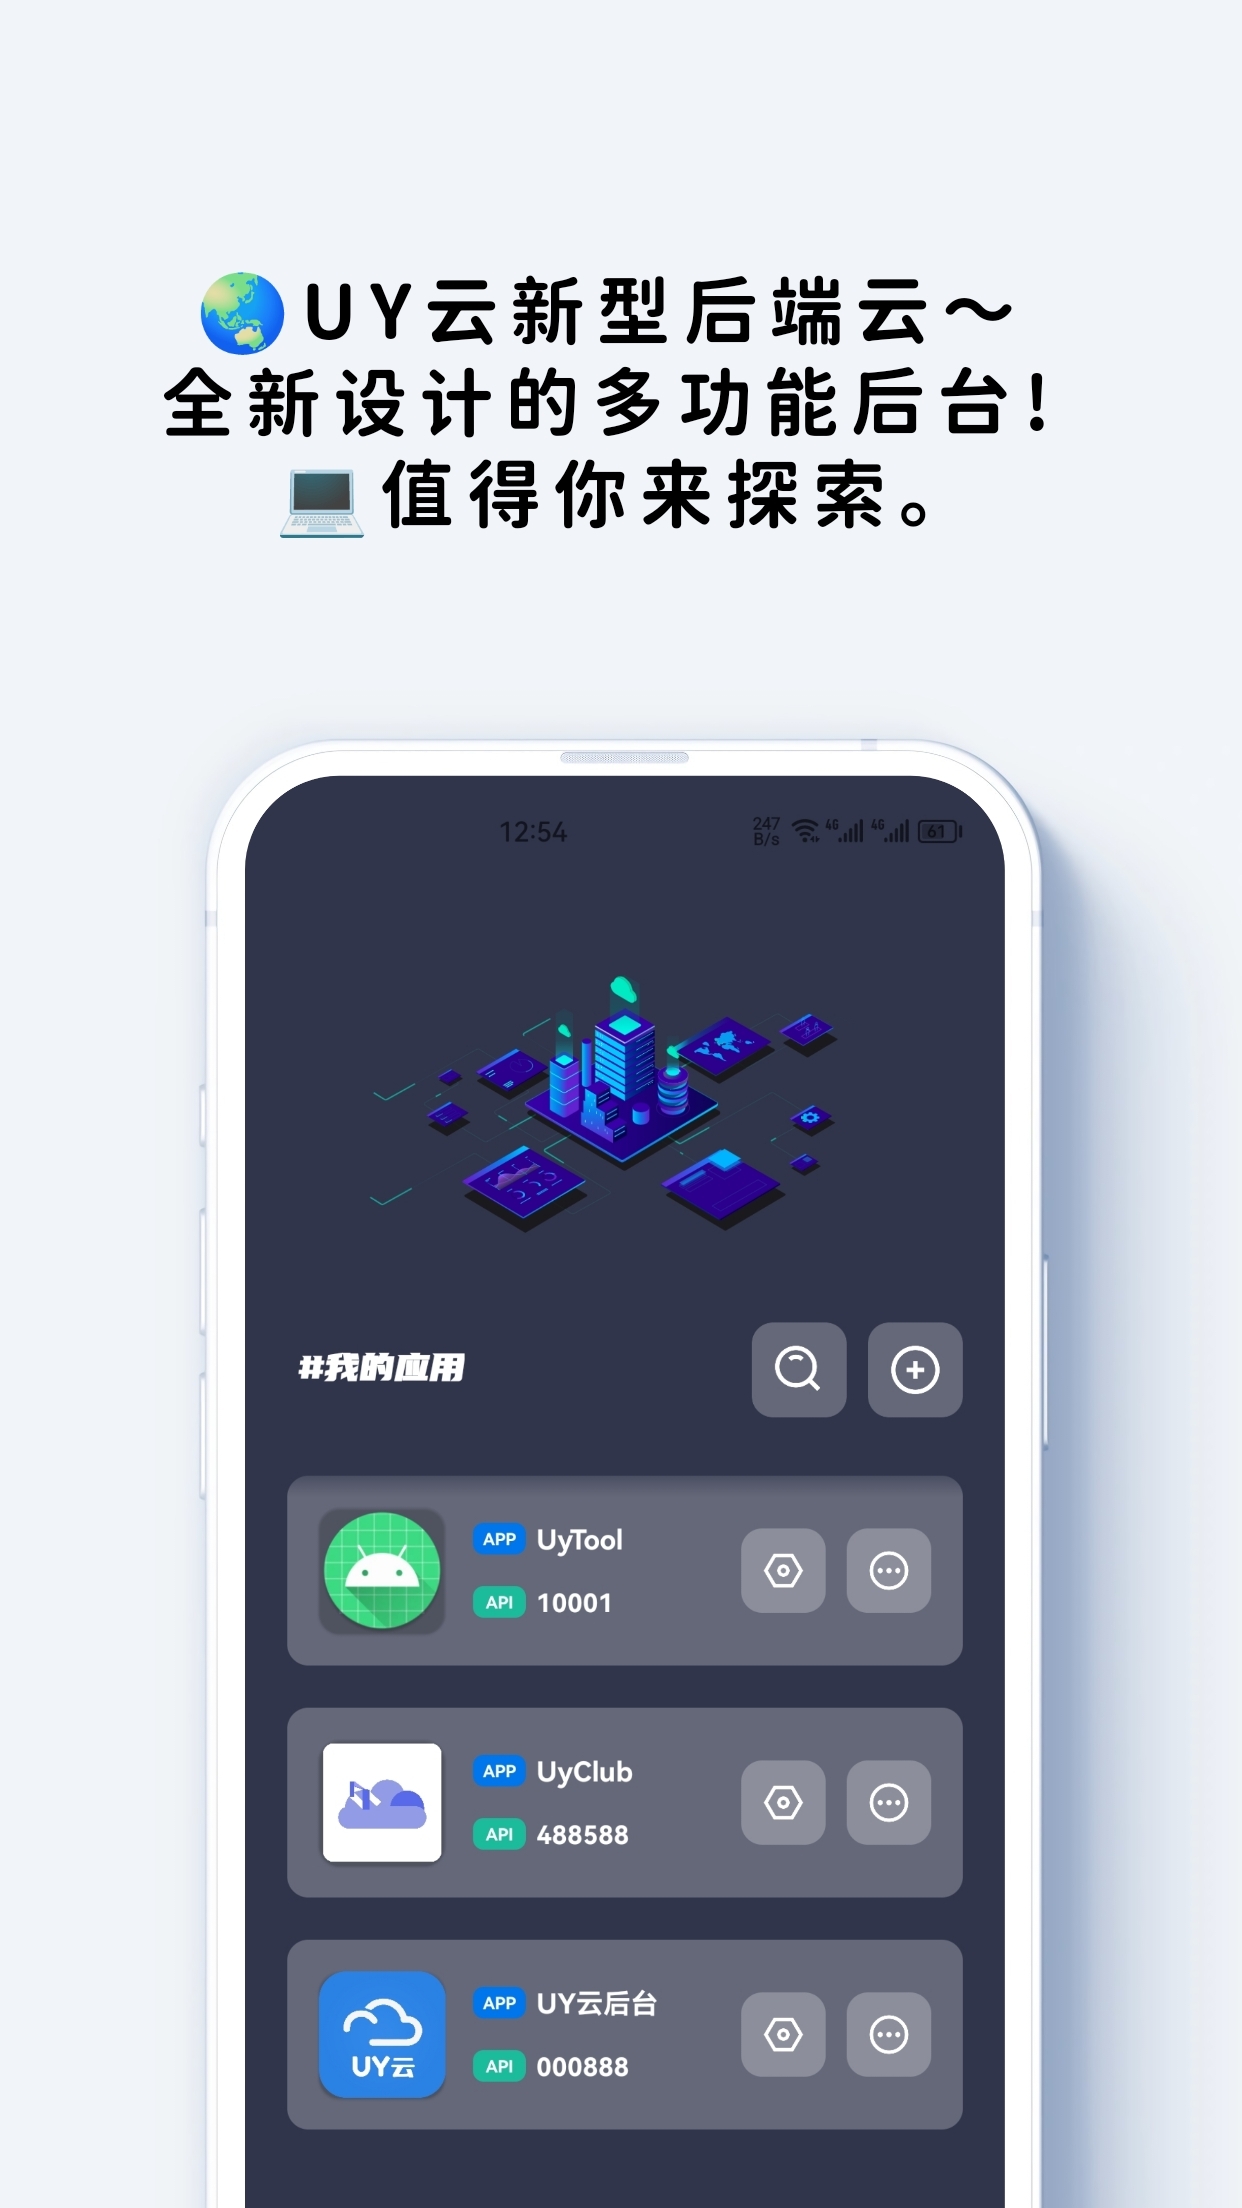 🌏UY云新型后端云～
全新设计的多功能后台!
💻值得你来探索。
12:54
247 B/s
4G
4G
61
#我的应用
APP UyTool
API 10001
APP UyClub
API 488588
UY云
APP UY云后台
API 000888